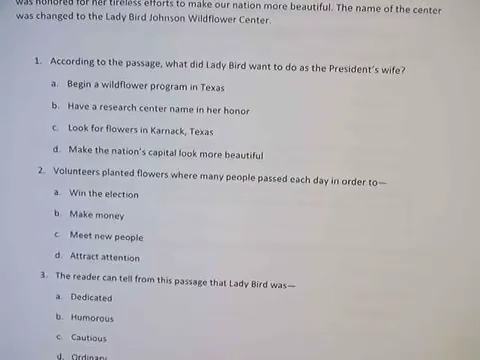 was honored for her tireless efforts to make our nation more beautiful. The name of the center
was changed to the Lady Bird Johnson Wildflower Center.
1. According to the passage, what did Lady Bird want to do as the President's wife?
a. Begin a wildflower program in Texas
b. Have a research center name in her honor
c. Look for flowers in Karnack, Texas
d. Make the nation's capital look more beautiful
2. Volunteers planted flowers where many people passed each day in order to—
a. Win the election
b. Make money
c. Meet new people
d. Attract attention
3. The reader can tell from this passage that Lady Bird was—
a. Dedicated
b. Humorous
c. Cautious
d. Ordinary